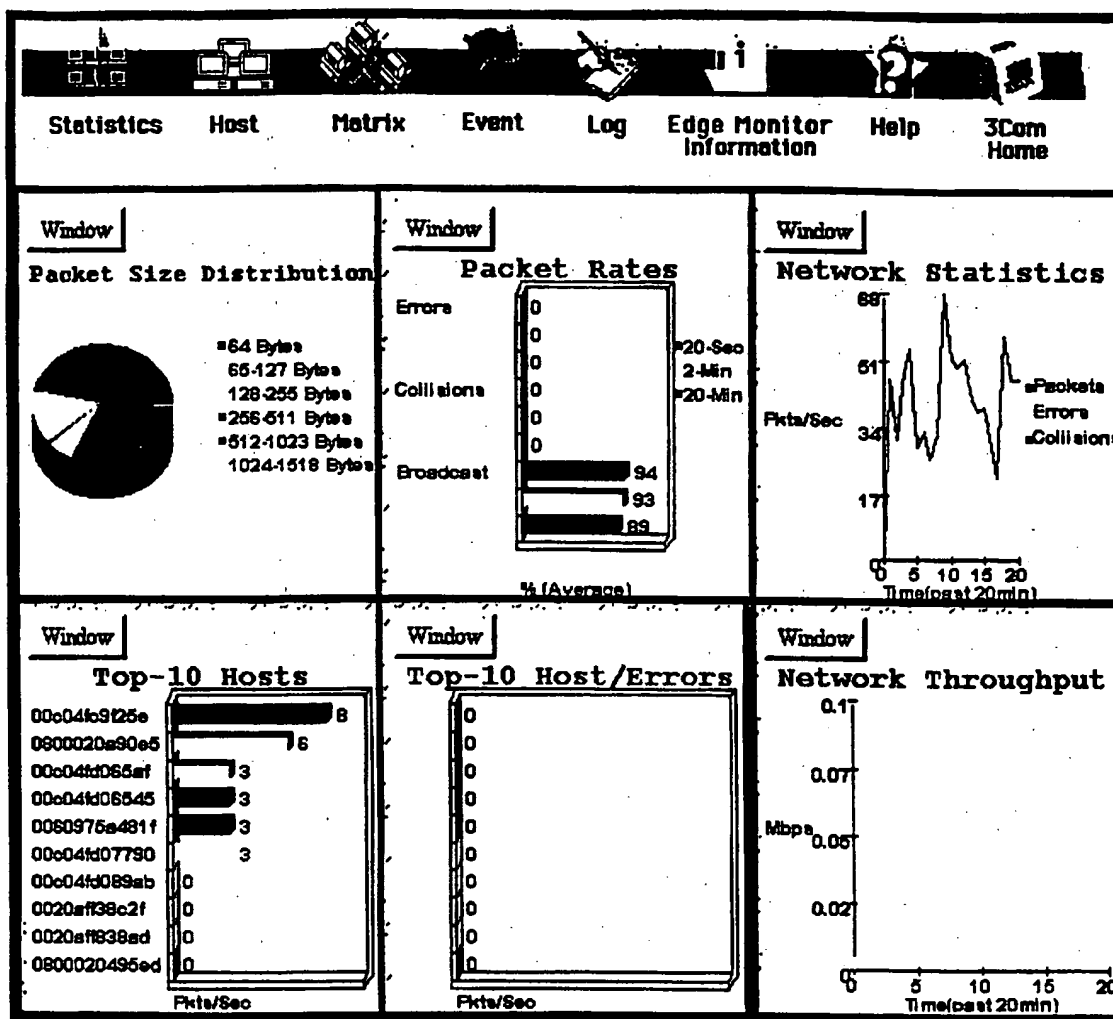 Statistics Host Matrix Event Log Edge Monitor Information Help 3Com Home
Window
Packet Size Distribution
64 Bytes
65-127 Bytes
128-255 Bytes
256-511 Bytes
512-1023 Bytes
1024-1518 Bytes
Window
Packet Rates
Errors
0
0
0
Collisions
0
0
0
Broadcast
94
93
89
20-Sec
2-Min
20-Min
% (Average)
Window
Network Statistics
68
51
34
17
0
Pkts/Sec
Packets
Errors
Collisions
0 5 10 15 20
Time(past 20min)
Window
Top-10 Hosts
00c04fc9f25e 8
0800020a90e5 6
00c04fd065af 3
00c04fd06545 3
0060975a481f 3
00c04fd07790 3
00c04fd089ab 0
0020aff38c2f 0
0020aff838ad 0
0800020495ed 0
Pkts/Sec
Window
Top-10 Host/Errors
0
0
0
0
0
0
0
0
0
0
Pkts/Sec
Window
Network Throughput
0.1
0.07
0.05
0.02
0
Mbps
0 5 10 15 20
Time(past 20min)